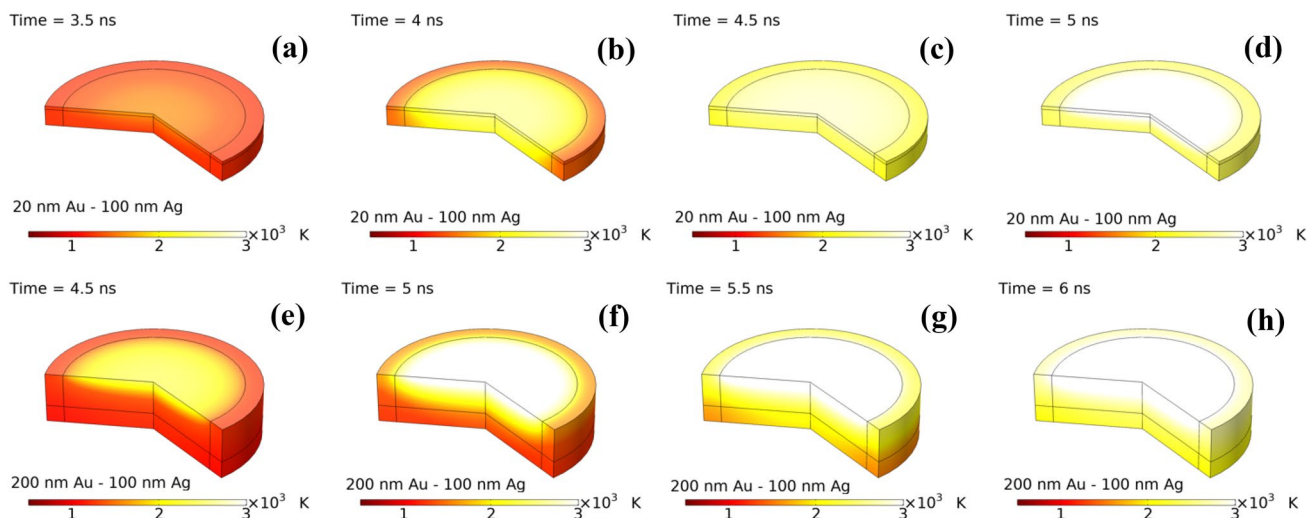 Time = 3.5 ns
(a)
20 nm Au - 100 nm Ag
1 2 3 ×10³ K
Time = 4 ns
(b)
20 nm Au - 100 nm Ag
1 2 3 ×10³ K
Time = 4.5 ns
(c)
20 nm Au - 100 nm Ag
1 2 3 ×10³ K
Time = 5 ns
(d)
20 nm Au - 100 nm Ag
1 2 3 ×10³ K
Time = 4.5 ns
(e)
200 nm Au - 100 nm Ag
1 2 3 ×10³ K
Time = 5 ns
(f)
200 nm Au - 100 nm Ag
1 2 3 ×10³ K
Time = 5.5 ns
(g)
200 nm Au - 100 nm Ag
1 2 3 ×10³ K
Time = 6 ns
(h)
200 nm Au - 100 nm Ag
1 2 3 ×10³ K